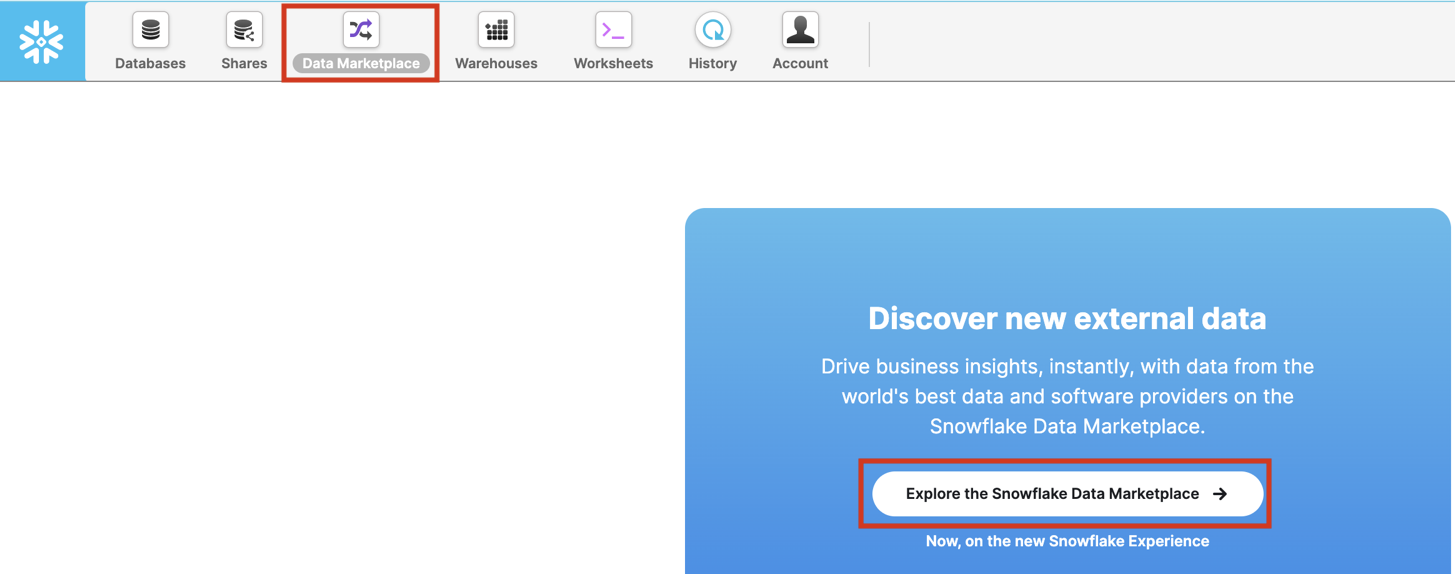 Databases
Shares
Data Marketplace
Warehouses
Worksheets
History
Account
Discover new external data
Drive business insights, instantly, with data from the
world's best data and software providers on the
Snowflake Data Marketplace.
Explore the Snowflake Data Marketplace →
Now, on the new Snowflake Experience